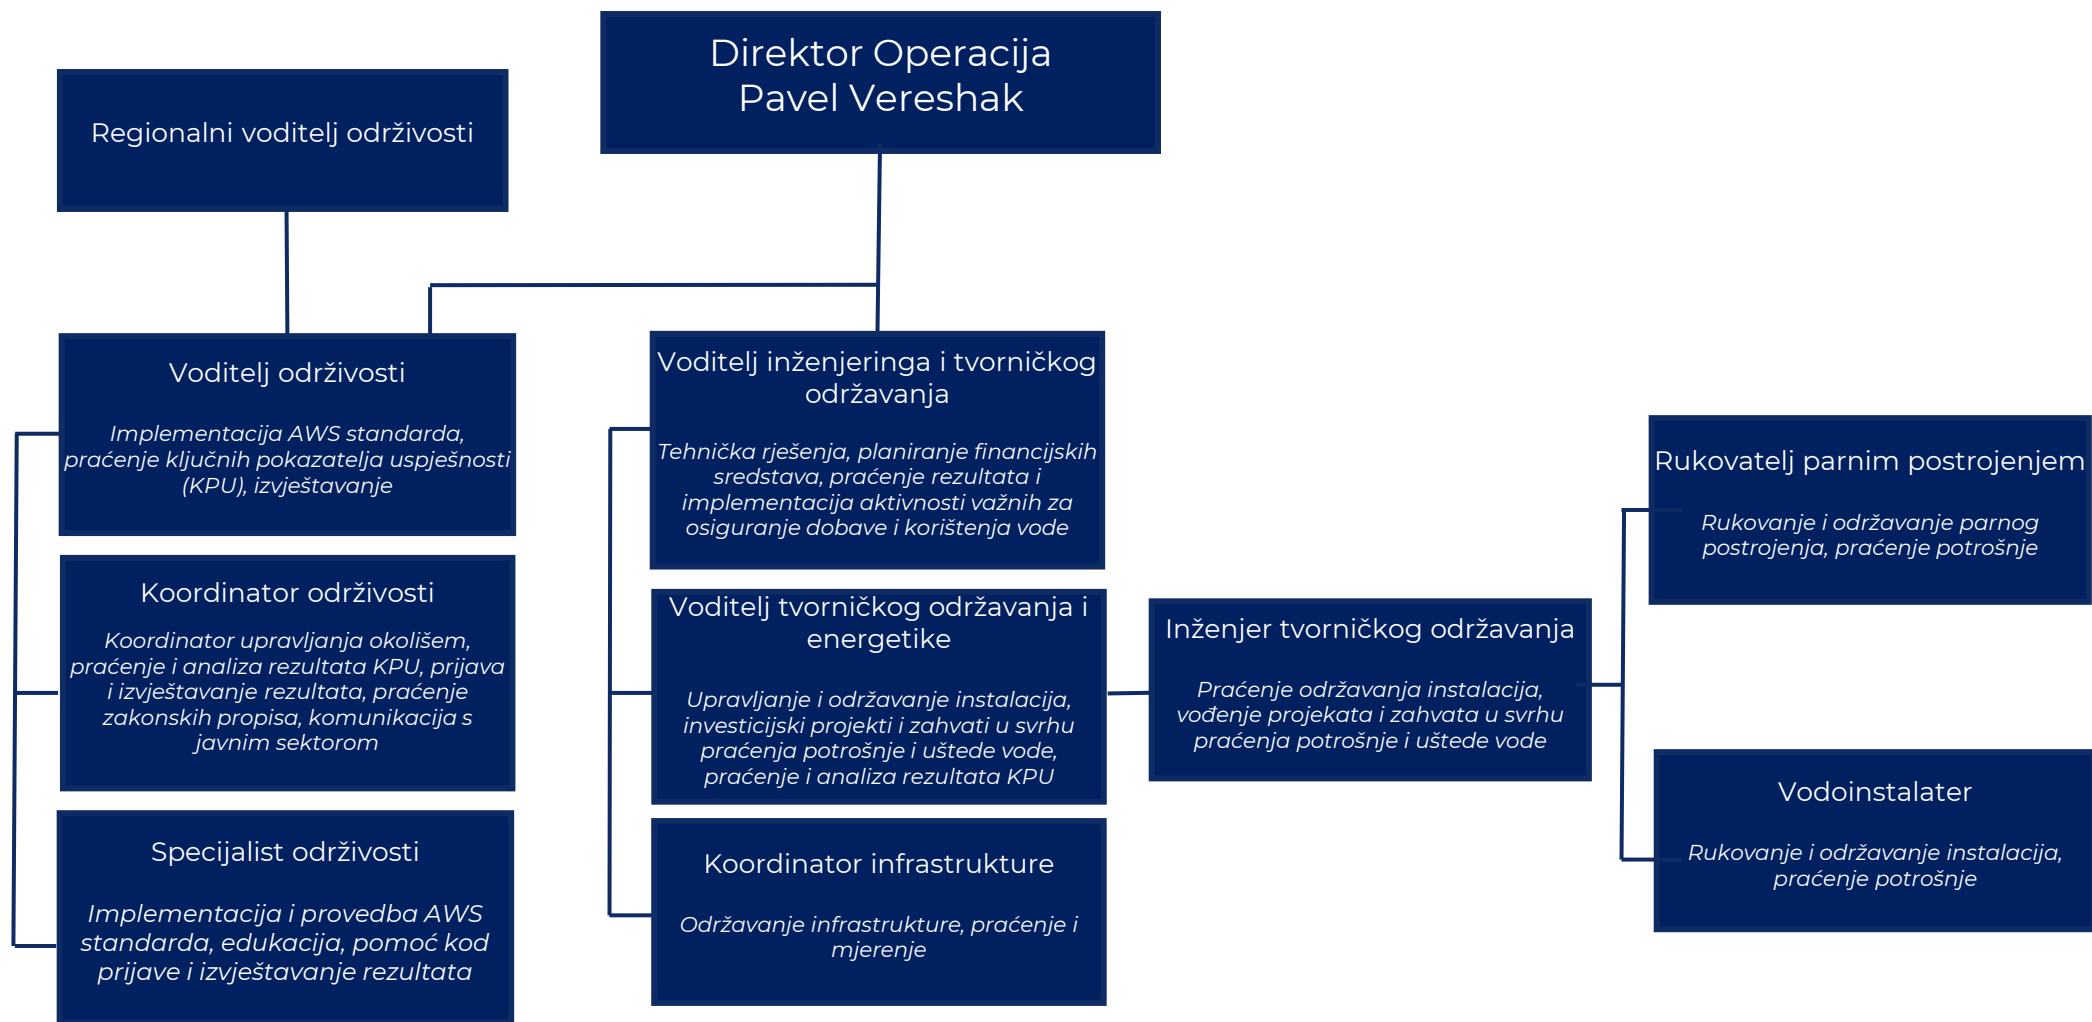 Direktor Operacija
Pavel Vereshak
Regionalni voditelj održivosti
Voditelj održivosti
Implementacija AWS standarda,
praćenje ključnih pokazatelja uspješnosti
(KPU), izvještavanje
Koordinator održivosti
Koordinator upravljanja okolišem,
praćenje i analiza rezultata KPU, prijava
i izvještavanje rezultata, praćenje
zakonskih propisa, komunikacija s
javnim sektorom
Specijalist održivosti
Implementacija i provedba AWS
standarda, edukacija, pomoć kod
prijave i izvještavanje rezultata
Voditelj inženjeringa i tvorničkog
održavanja
Tehnička rješenja, planiranje financijskih
sredstava, praćenje rezultata i
implementacija aktivnosti važnih za
osiguranje dobave i korištenja vode
Voditelj tvorničkog održavanja i
energetike
Upravljanje i održavanje instalacija,
investicijski projekti i zahvati u svrhu
praćenja potrošnje i uštede vode,
praćenje i analiza rezultata KPU
Koordinator infrastrukture
Održavanje infrastrukture, praćenje i
mjerenje
Inženjer tvorničkog održavanja
Praćenje održavanja instalacija,
vođenje projekata i zahvata u svrhu
praćenja potrošnje i uštede vode
Rukovatelj parnim postrojenjem
Rukovanje i održavanje parnog
postrojenja, praćenje potrošnje
Vodoinstalater
Rukovanje i održavanje instalacija,
praćenje potrošnje